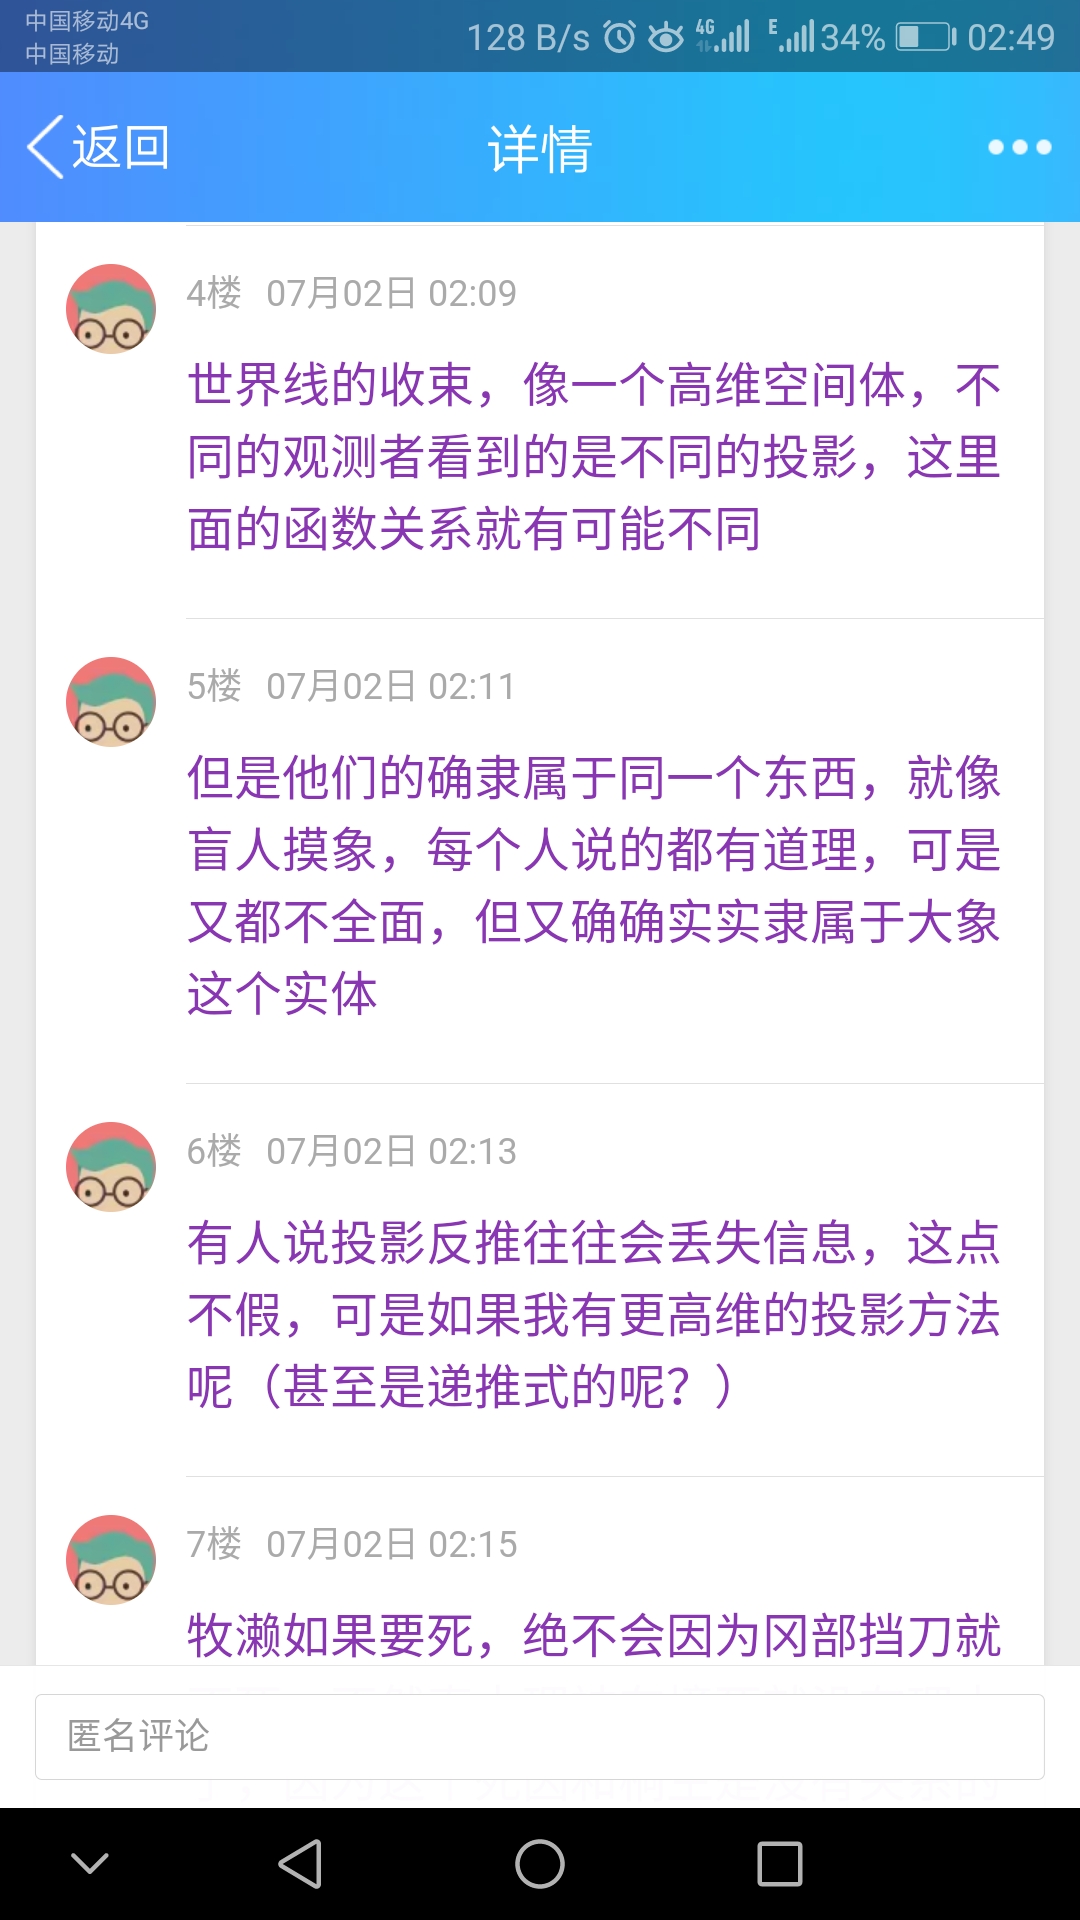 中国移动4G
中国移动
128 B/s 4G E 34% 02:49
返回 详情
4楼 07月02日 02:09
世界线的收束，像一个高维空间体，不
同的观测者看到的是不同的投影，这里
面的函数关系就有可能不同
5楼 07月02日 02:11
但是他们的确隶属于同一个东西，就像
盲人摸象，每个人说的都有道理，可是
又都不全面，但又确确实实隶属于大象
这个实体
6楼 07月02日 02:13
有人说投影反推往往会丢失信息，这点
不假，可是如果我有更高维的投影方法
呢（甚至是递推式的呢？）
7楼 07月02日 02:15
牧濑如果要死，绝不会因为冈部挡刀就
匿名评论